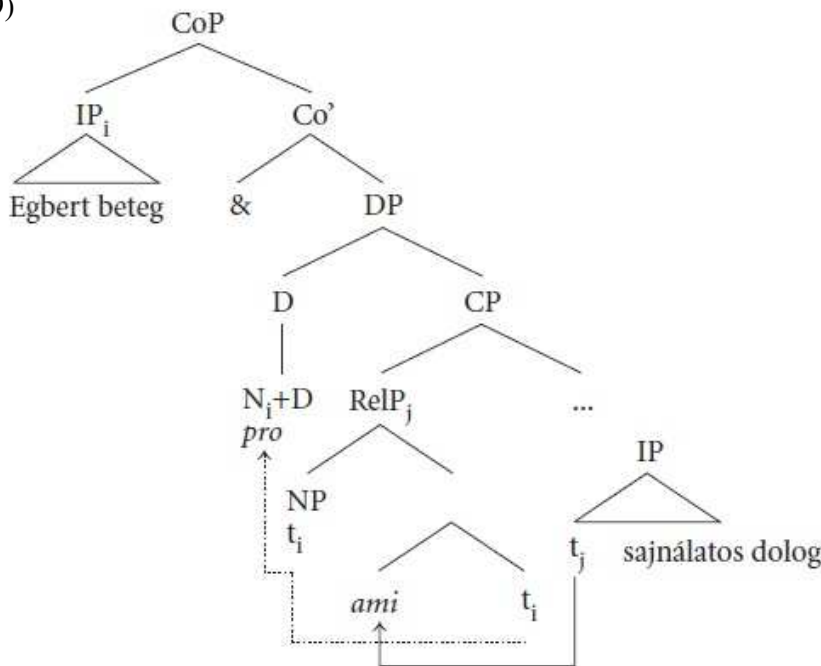 )
CoP
IPᵢ Co’
Egbert beteg & DP
D CP
Nᵢ+D RelPⱼ ...
pro
IP
NP
tᵢ
tⱼ sajnálatos dolog
ami tᵢ